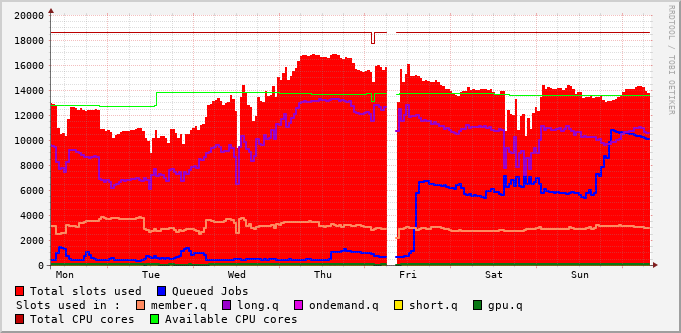 20000
18000
16000
14000
12000
10000
8000
6000
4000
2000
0
Mon Tue Wed Thu Fri Sat Sun
RRDTOOL / TOBI OETIKER
Total slots used Queued Jobs
Slots used in : member.q long.q ondemand.q short.q gpu.q
Total CPU cores Available CPU cores